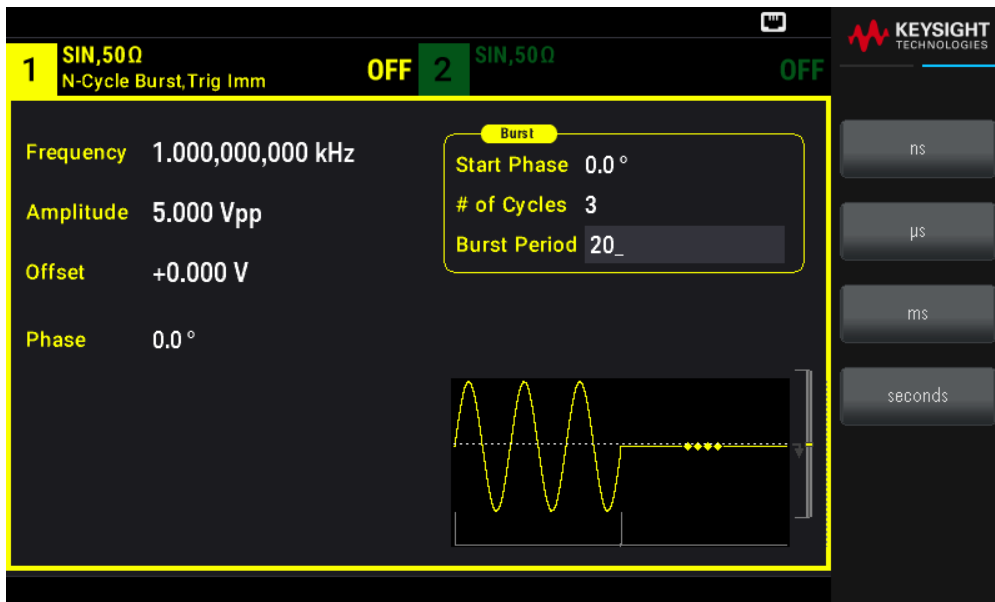 KEYSIGHT
TECHNOLOGIES
1 SIN,50Ω
N-Cycle Burst,Trig Imm OFF
2 SIN,50Ω
OFF
Frequency 1.000,000,000 kHz
Amplitude 5.000 Vpp
Offset +0.000 V
Phase 0.0 °
Burst
Start Phase 0.0 °
# of Cycles 3
Burst Period 20_
ns
µs
ms
seconds